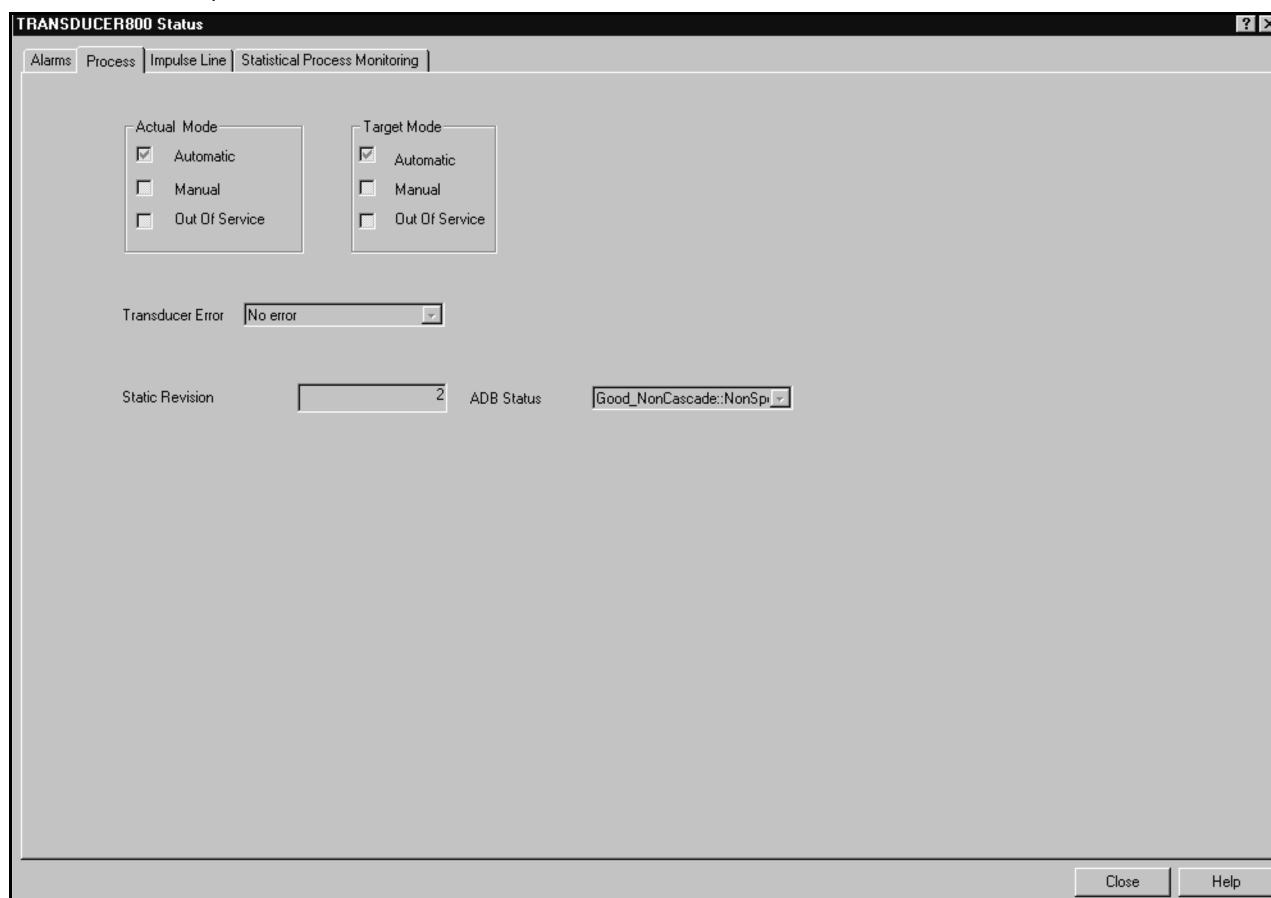 TRANSDUCER800 Status
Alarms Process Impulse Line Statistical Process Monitoring
Actual Mode Target Mode
Automatic Automatic
Manual Manual
Out Of Service Out Of Service
Transducer Error No error
Static Revision 2 ADB Status Good_NonCascade::NonSp
Close Help